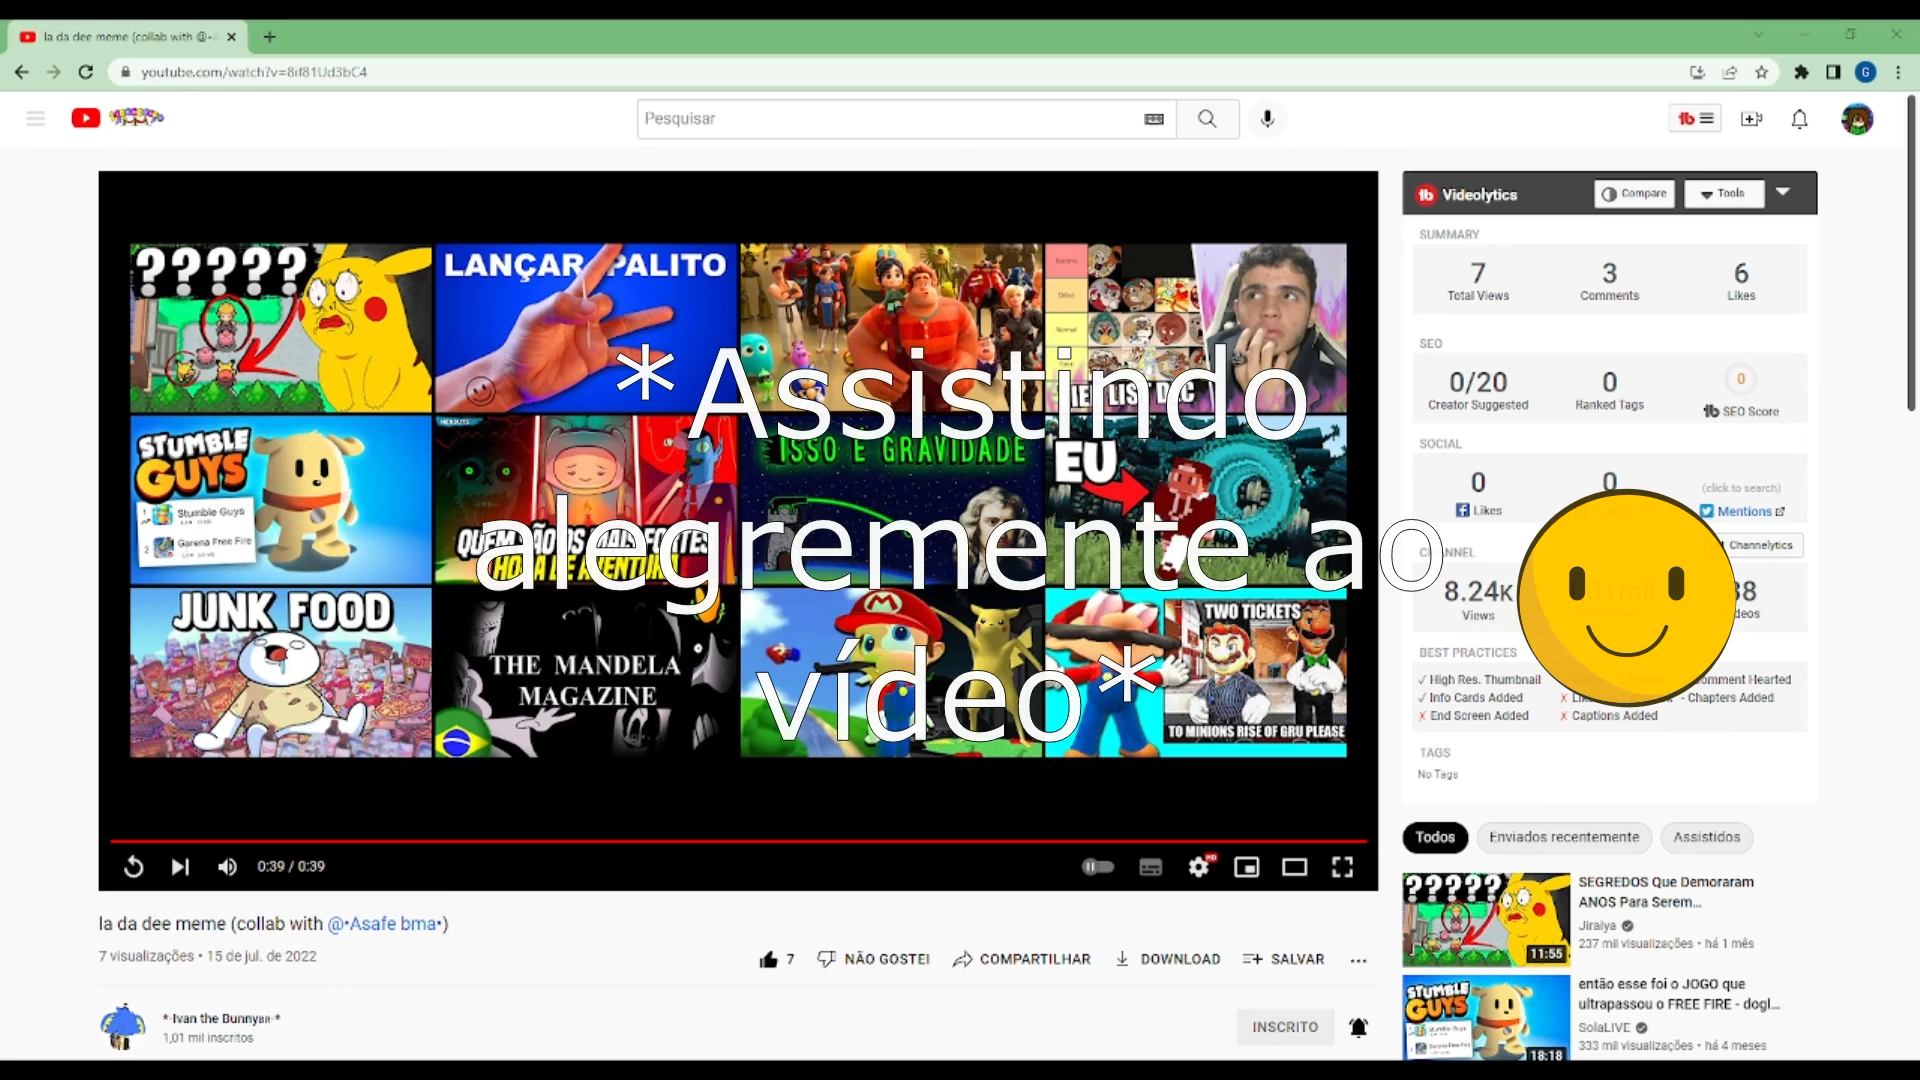 la da dee meme (collab with @•
youtube.com/watch?v=8if81Ud3bC4
Pesquisar
?????
LANÇAR PALITO
STUMBLE
GUYS
Stumble Guys
Garena Free Fire
ISSO É GRAVIDADE
EU
JUNK FOOD
THE MANDELA
MAGAZINE
TWO TICKETS
TO MINIONS RISE OF GRU PLEASE
*Assistindo
alegremente ao
vídeo*
0:39 / 0:39
la da dee meme (collab with @•Asafe bma•)
7 visualizações • 15 de jul. de 2022
7
NÃO GOSTEI
COMPARTILHAR
DOWNLOAD
SALVAR
*·Ivan the Bunnyʙʀ·*
1,01 mil inscritos
INSCRITO
Videolytics
Compare
Tools
SUMMARY
7
3
6
Total Views
Comments
Likes
SEO
0/20
0
0
Creator Suggested
Ranked Tags
SEO Score
SOCIAL
0
0
(click to search)
Likes
Mentions
Channelytics
8.24K
Views
BEST PRACTICES
High Res. Thumbnail
Comment Hearted
Info Cards Added
- Chapters Added
End Screen Added
Captions Added
TAGS
No Tags
Todos
Enviados recentemente
Assistidos
?????
11:55
SEGREDOS Que Demoraram
ANOS Para Serem...
Jiraiya
237 mil visualizações • há 1 mês
STUMBLE
GUYS
18:18
então esse foi o JOGO que
ultrapassou o FREE FIRE - dogl...
SolaLIVE
333 mil visualizações • há 4 meses